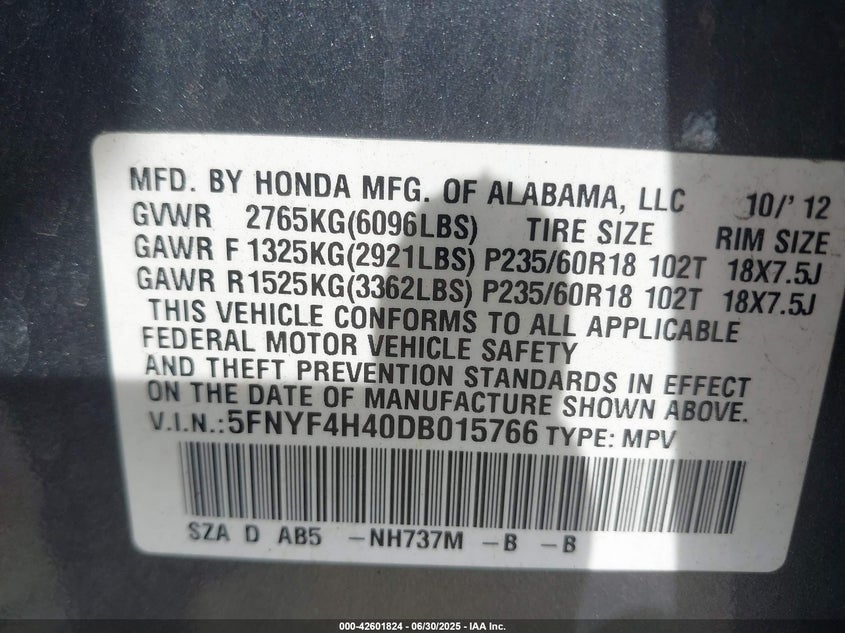 MFD. BY HONDA MFG. OF ALABAMA, LLC 10/'12
GVWR 2765KG(6096LBS) TIRE SIZE RIM SIZE
GAWR F 1325KG(2921LBS) P235/60R18 102T 18X7.5J
GAWR R1525KG(3362LBS) P235/60R18 102T 18X7.5J
THIS VEHICLE CONFORMS TO ALL APPLICABLE
FEDERAL MOTOR VEHICLE SAFETY
AND THEFT PREVENTION STANDARDS IN EFFECT
ON THE DATE OF MANUFACTURE SHOWN ABOVE.
V.I.N.:5FNYF4H40DB015766 TYPE: MPV
SZA D AB5 -NH737M -B -B
000-42601824 - 06/30/2025 - IAA Inc.